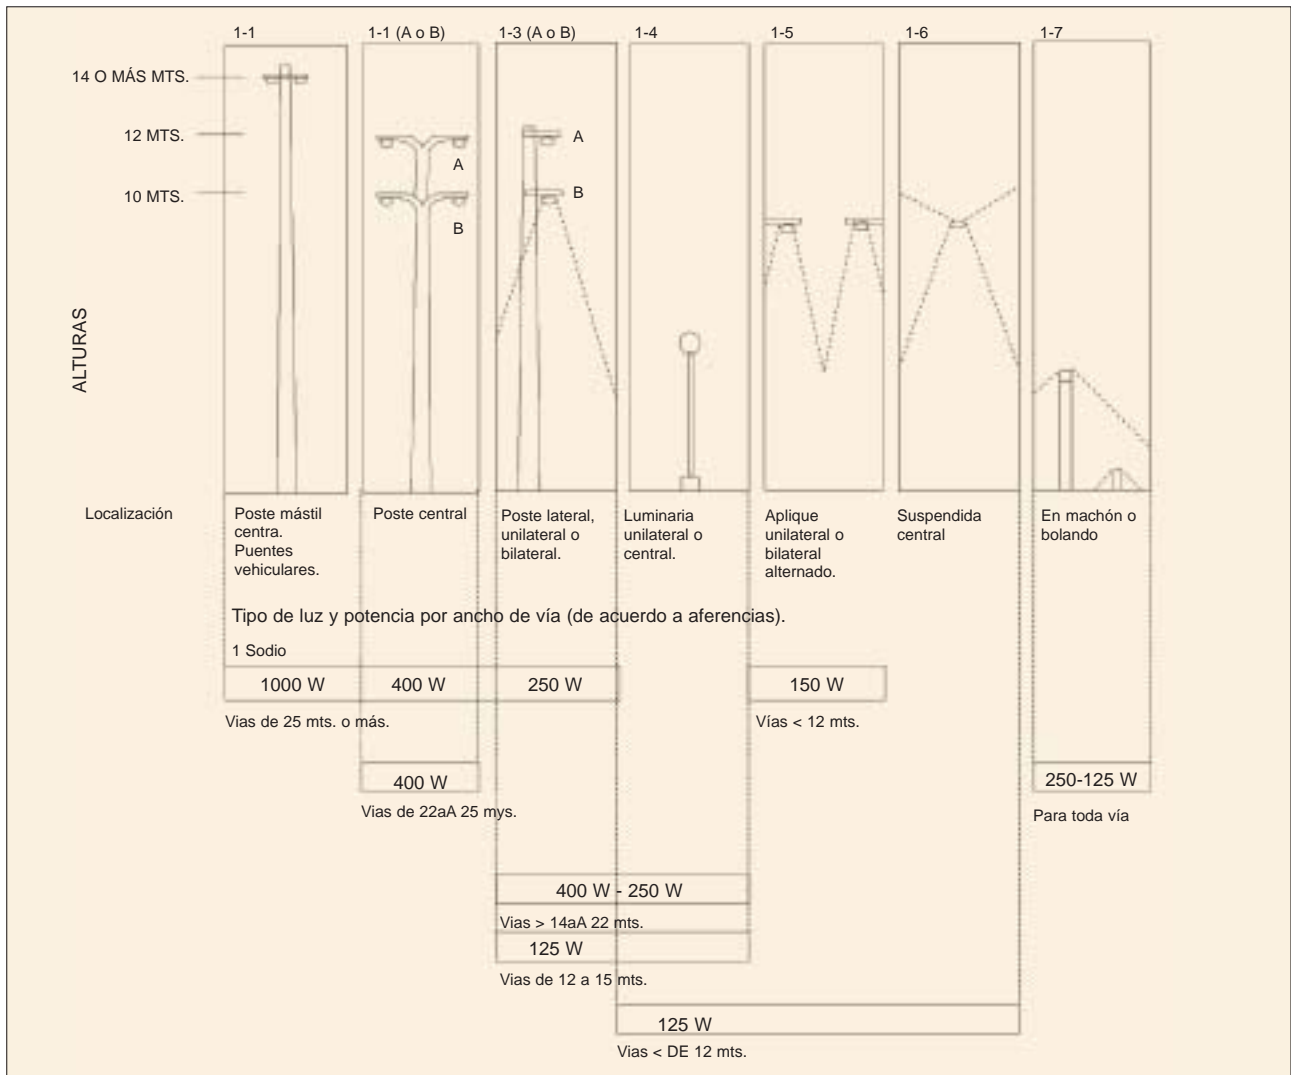 1-1
1-1 (A o B)
1-3 (A o B)
1-4
1-5
1-6
1-7
14 O MÁS MTS.
12 MTS.
10 MTS.
A
B
A
B
ALTURAS
Localización
Poste mástil
centra.
Puentes
vehiculares.
Poste central
Poste lateral,
unilateral o
bilateral.
Luminaria
unilateral o
central.
Aplique
unilateral o
bilateral
alternado.
Suspendida
central
En machón o
bolando
Tipo de luz y potencia por ancho de vía (de acuerdo a aferencias).
1 Sodio
1000 W
400 W
250 W
150 W
Vias de 25 mts. o más.
Vías < 12 mts.
400 W
250-125 W
Vias de 22aA 25 mys.
Para toda vía
400 W - 250 W
Vias > 14aA 22 mts.
125 W
Vias de 12 a 15 mts.
125 W
Vias < DE 12 mts.